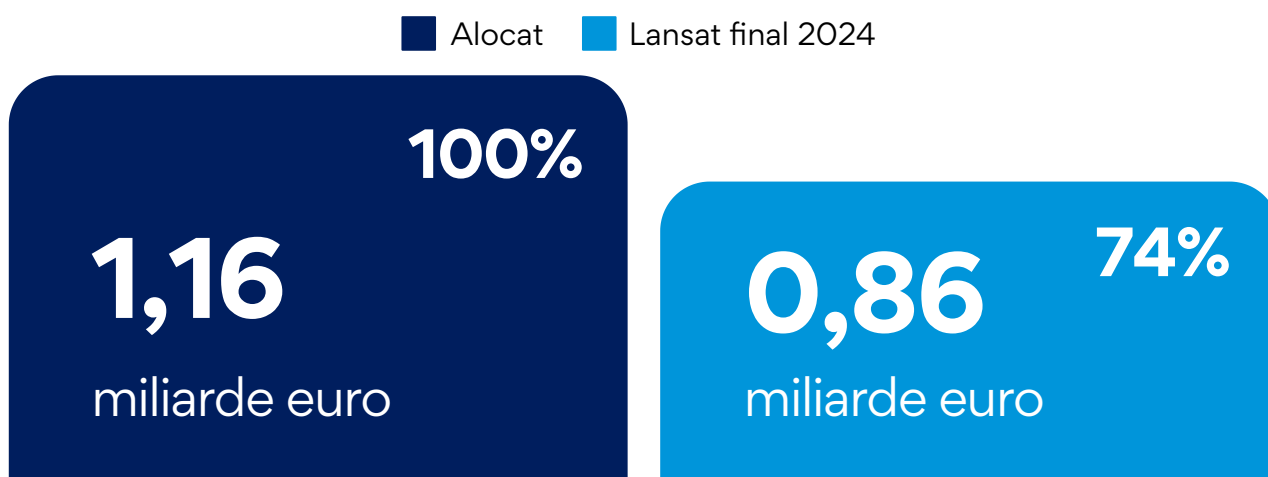 Alocat Lansat final 2024
100%
1,16
miliarde euro
74%
0,86
miliarde euro